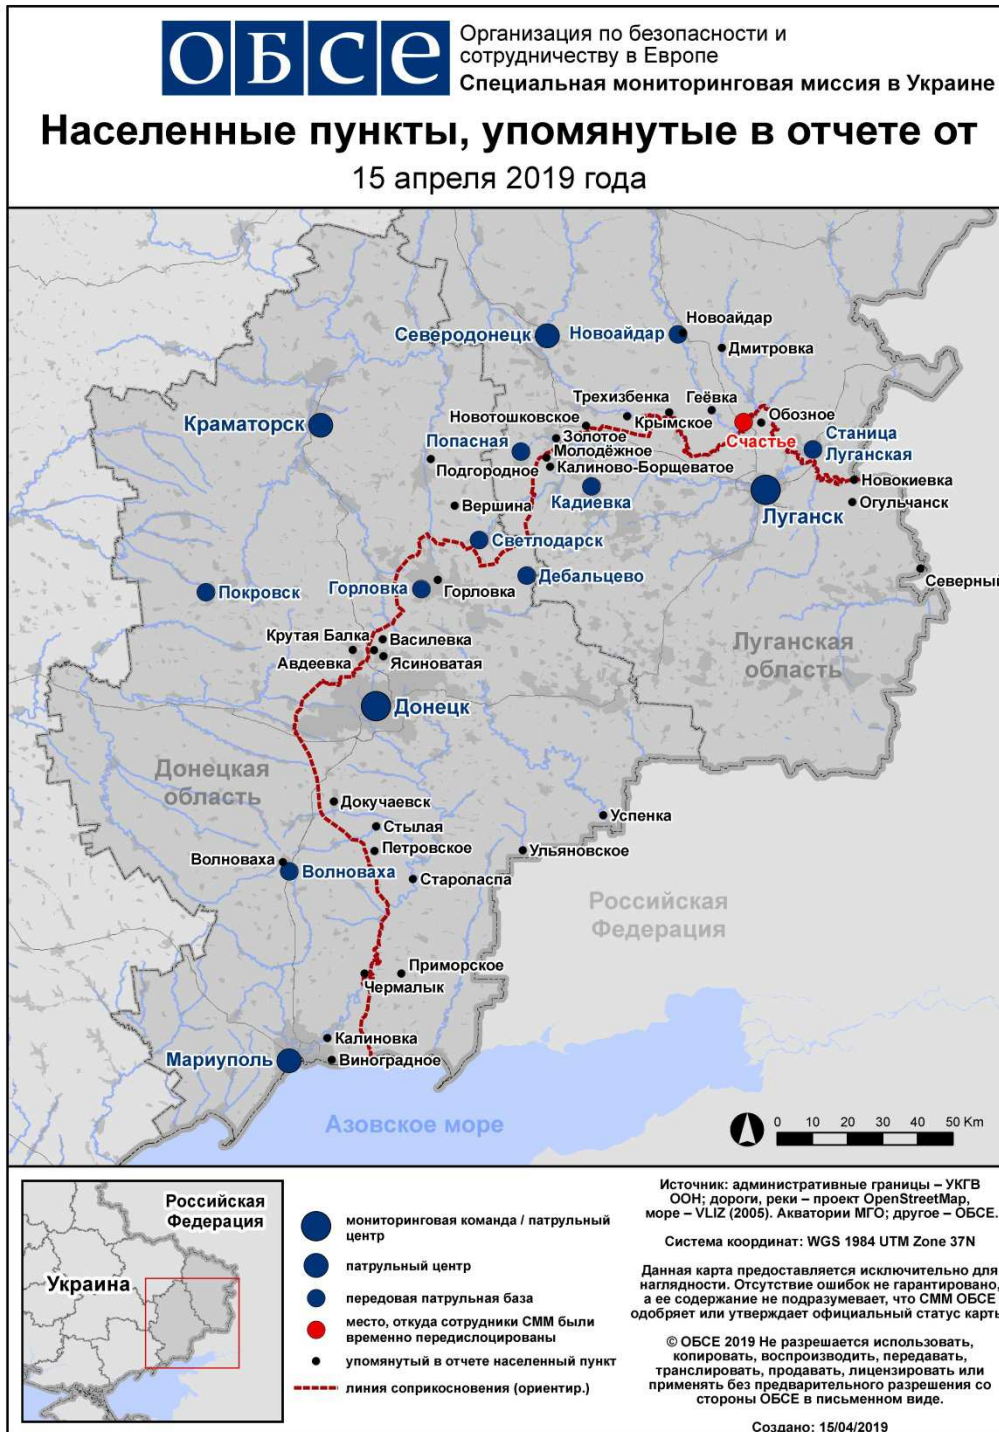 ОБСЕ
Организация по безопасности и
сотрудничеству в Европе
Специальная мониторинговая миссия в Украине
Населенные пункты, упомянутые в отчете от
15 апреля 2019 года
Северодонецк
Новоайдар
Новоайдар
Дмитровка
Краматорск
Трехизбенка
Геёвка
Новотошковское
Крымское
Обозное
Счастье
Попасная
Золотое
Молодёжное
Станица
Луганская
Подгородное
Калиново-Борщеватое
Новокиевка
Вершина
Кадиевка
Луганск
Огульчанск
Светлодарск
Покровск
Горловка
Горловка
Дебальцево
Северный
Крутая Балка
Василевка
Авдеевка
Ясиноватая
Луганская
область
Донецк
Донецкая
область
Докучаевск
Успенка
Стылая
Петровское
Ульяновское
Волноваха
Волноваха
Староласпа
Российская
Федерация
Приморское
Чермалык
Калиновка
Мариуполь
Виноградное
Азовское море
0 10 20 30 40 50 Km
Российская
Федерация
Украина
мониторинговая команда / патрульный
центр
патрульный центр
передовая патрульная база
место, откуда сотрудники СММ были
временно передислоцированы
упомянутый в отчете населенный пункт
линия соприкосновения (ориентир.)
Источник: административные границы – УКГВ
ООН; дороги, реки – проект OpenStreetMap,
море – VLIZ (2005). Акватории МГО; другое – ОБСЕ.
Система координат: WGS 1984 UTM Zone 37N
Данная карта предоставляется исключительно для
наглядности. Отсутствие ошибок не гарантировано,
а ее содержание не подразумевает, что СММ ОБСЕ
одобряет или утверждает официальный статус карты.
© ОБСЕ 2019 Не разрешается использовать,
копировать, воспроизводить, передавать,
транслировать, продавать, лицензировать или
применять без предварительного разрешения со
стороны ОБСЕ в письменном виде.
Создано: 15/04/2019